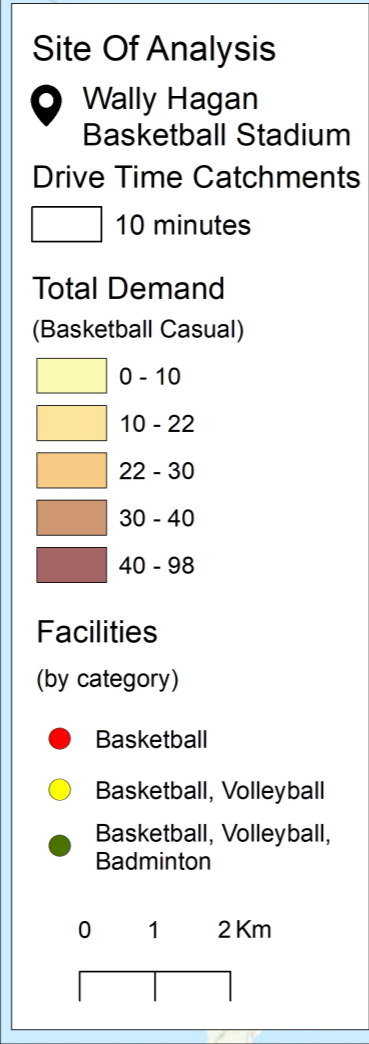 Site Of Analysis
Wally Hagan
Basketball Stadium
Drive Time Catchments
10 minutes
Total Demand
(Basketball Casual)
0 - 10
10 - 22
22 - 30
30 - 40
40 - 98
Facilities
(by category)
Basketball
Basketball, Volleyball
Basketball, Volleyball,
Badminton
0 1 2 Km